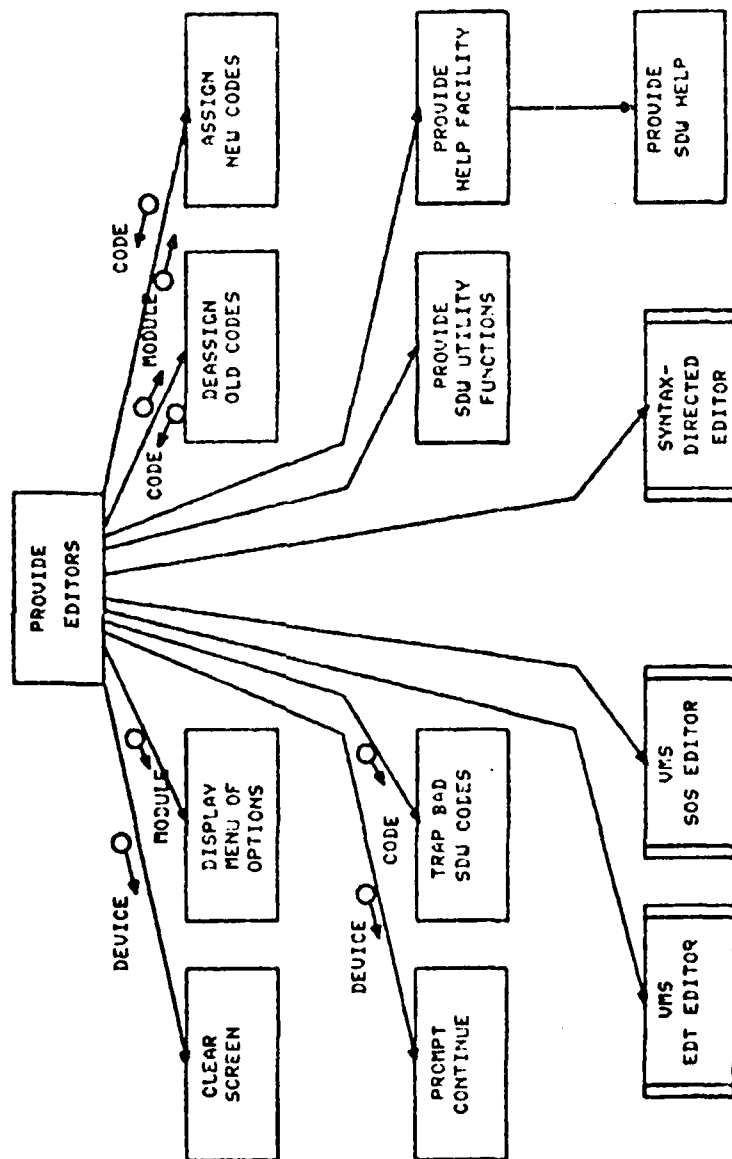 PROVIDE
EDITORS
DEVICE
MODULE
CODE
MODULE
CODE
CLEAR
SCREEN
DISPLAY
MENU OF
OPTIONS
DEASSIGN
OLD CODES
ASSIGN
NEW CODES
DEVICE
CODE
PROMPT
CONTINUE
TRAP BAD
SDW CODES
PROVIDE
SDW UTILITY
FUNCTIONS
PROVIDE
HELP FACILITY
VMS
EDT EDITOR
VMS
SOS EDITOR
SYNTAX-
DIRECTED
EDITOR
PROVIDE
SDW HELP